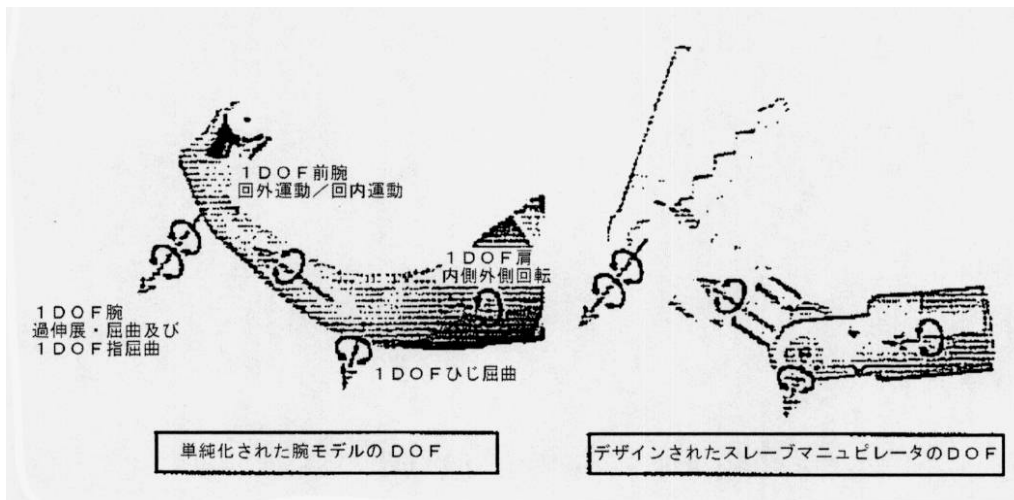 1DOF前腕
回外運動/回内運動
1DOF肩
内側外側回転
1DOF腕
過伸展・屈曲及び
1DOF指屈曲
1DOFひじ屈曲
単純化された腕モデルのDOF
デザインされたスレーブマニュピレータのDOF